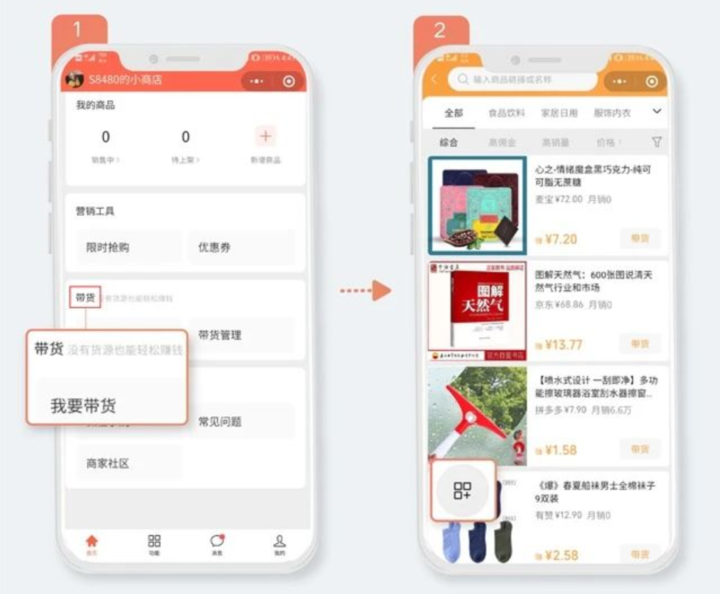 1
S8480的小商店
我的商品
0
0
销售中
待上架
新增商品
营销工具
限时抢购
优惠券
带货
没有货源也能轻松赚钱
带货管理
带货 没有货源也能轻松赚钱
我要带货
常见问题
商家社区
首页
功能
消息
我的
2
输入商品链接或名称
全部
食品饮料
家居日用
服饰内衣
综合
高佣金
高销量
价格
心之-情绪魔盒黑巧克力-纯可
可脂无蔗糖
麦宝¥72.00 月销0
赚 ¥7.20
带货
图解
天然气
图解天然气：600张图说清天
然气行业和市场
京东¥68.86 月销0
赚 ¥13.77
带货
【喷水式设计 一刮即净】多功
能擦玻璃器浴室刮水器擦窗...
拼多多¥7.90 月销6.6万
赚 ¥1.58
带货
《爆》春夏船袜男士全棉袜子
9双装
有赞¥12.90 月销0
赚 ¥2.58
带货